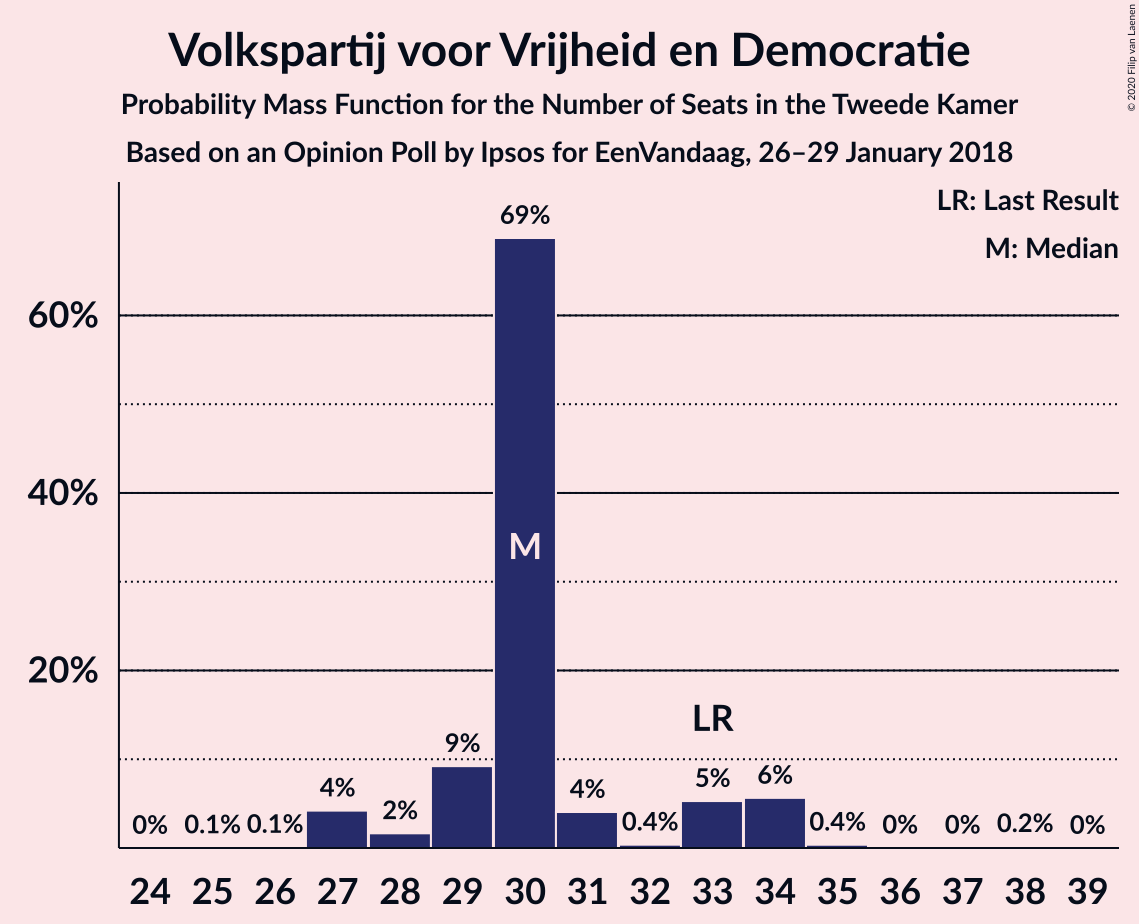 Volkspartij voor Vrijheid en Democratie
Probability Mass Function for the Number of Seats in the Tweede Kamer
Based on an Opinion Poll by Ipsos for EenVandaag, 26–29 January 2018
© 2020 Filip van Laenen
LR: Last Result
M: Median
69%
60%
40%
M
20%
LR
9%
5%
6%
4%
4%
2%
0%
0.1%
0.1%
0.4%
0.4%
0%
0%
0.2%
0%
24 25 26 27 28 29 30 31 32 33 34 35 36 37 38 39